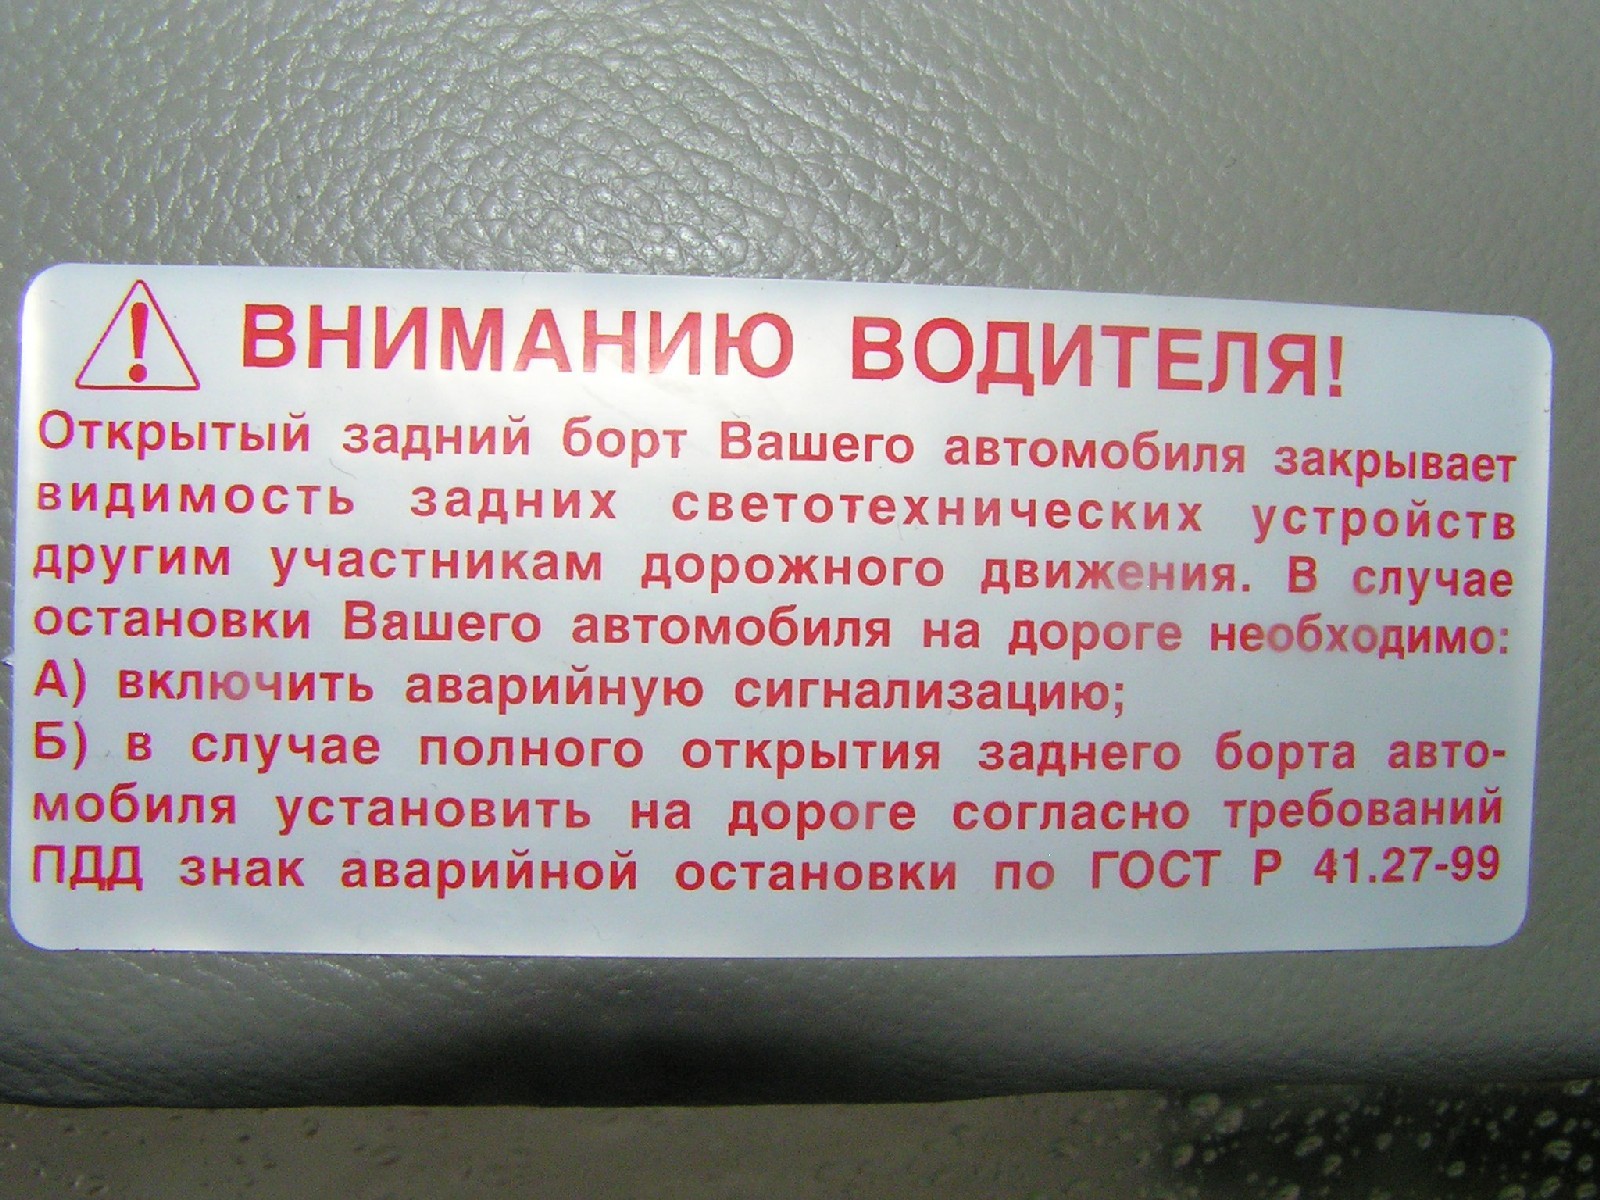 ВНИМАНИЮ ВОДИТЕЛЯ!
Открытый задний борт Вашего автомобиля закрывает
видимость задних светотехнических устройств
другим участникам дорожного движения. В случае
остановки Вашего автомобиля на дороге необходимо:
А) включить аварийную сигнализацию;
Б) в случае полного открытия заднего борта авто-
мобиля установить на дороге согласно требований
ПДД знак аварийной остановки по ГОСТ Р 41.27-99